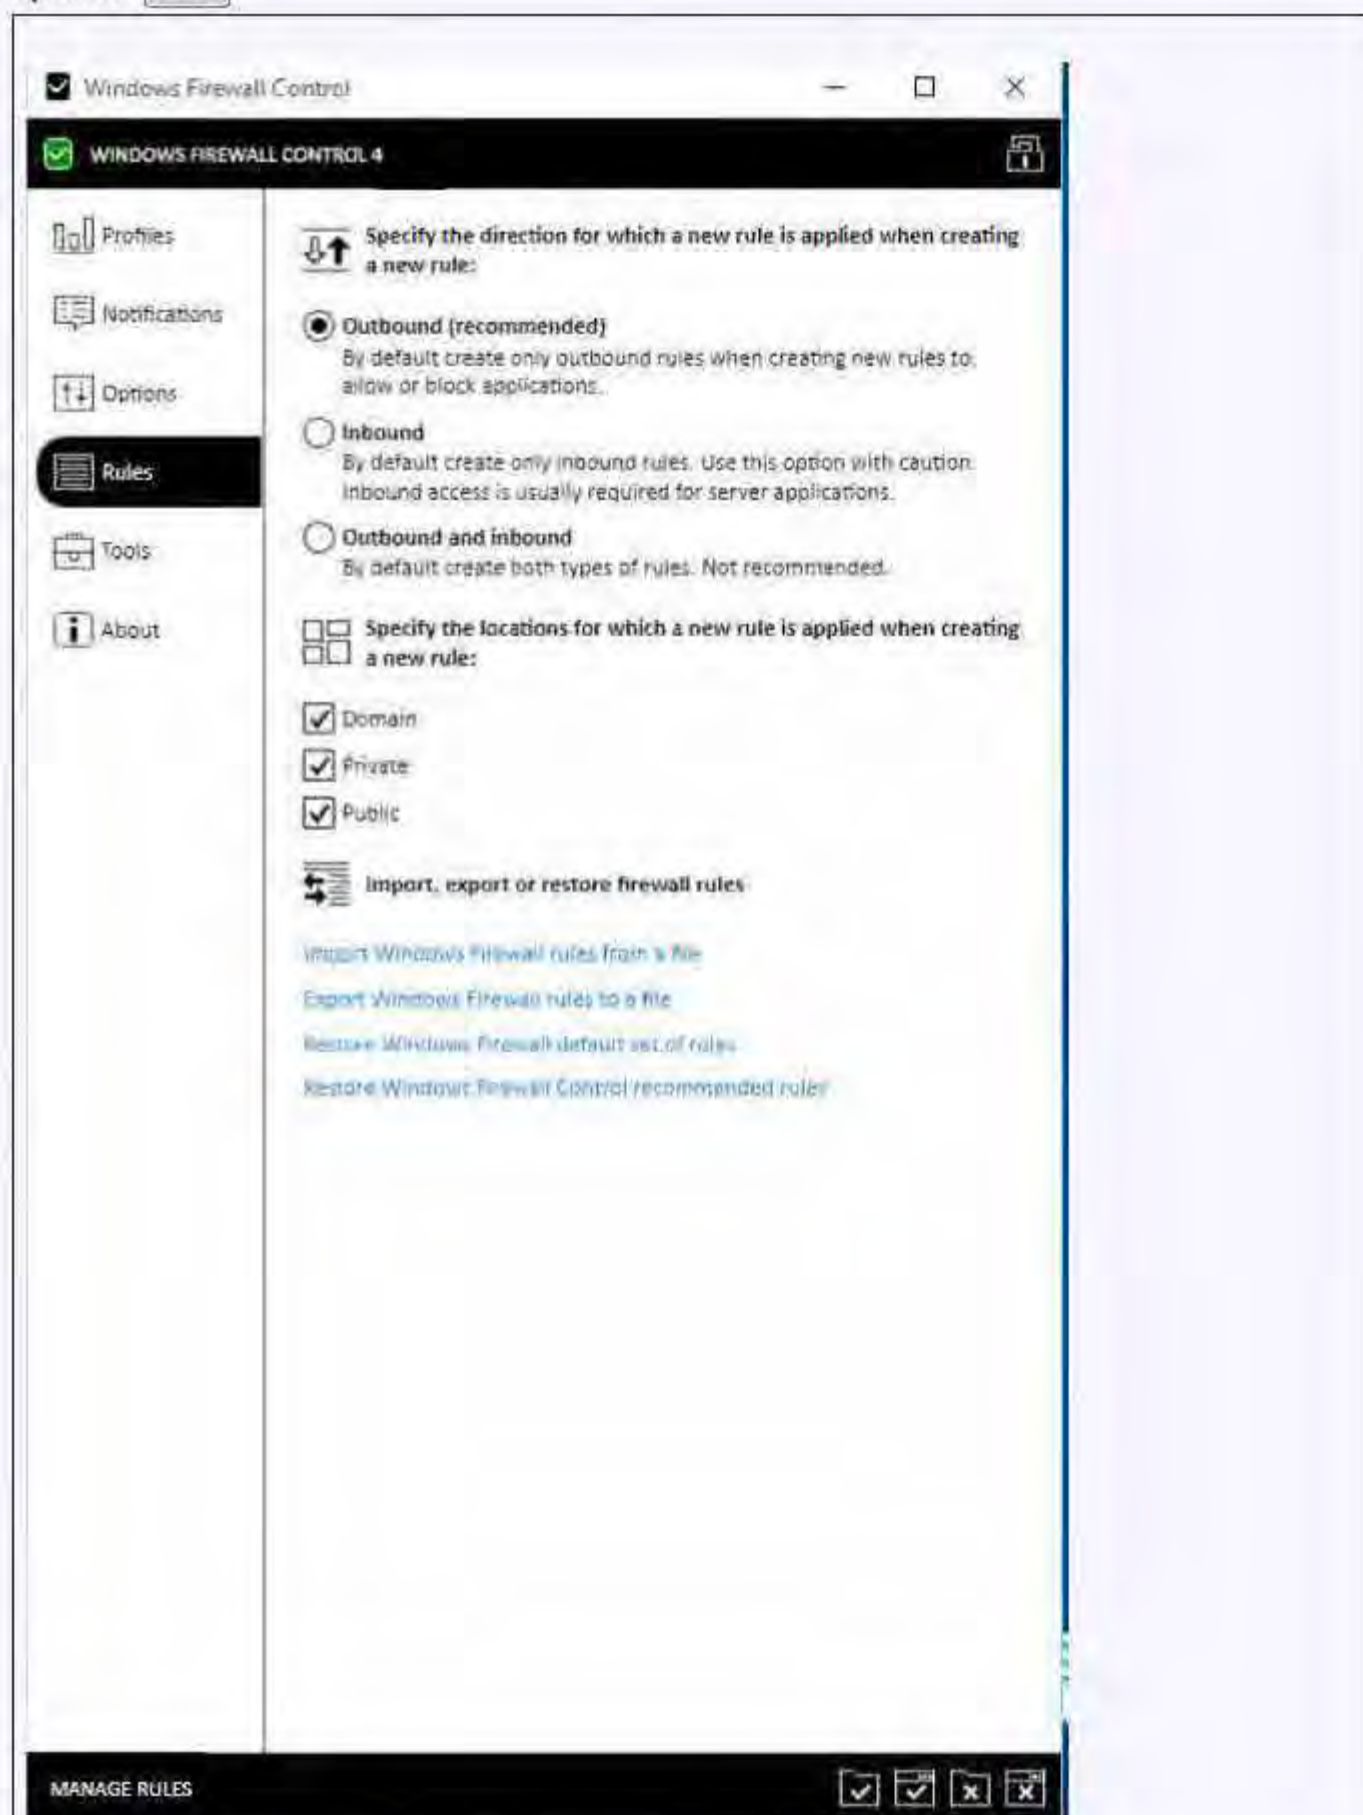 Windows Firewall Control
WINDOWS FIREWALL CONTROL 4
Profiles
Notifications
Options
Rules
Tools
About
Specify the direction for which a new rule is applied when creating
a new rule:
Outbound (recommended)
By default create only outbound rules when creating new rules to
allow or block applications.
Inbound
By default create only inbound rules. Use this option with caution.
Inbound access is usually required for server applications.
Outbound and inbound
By default create both types of rules. Not recommended.
Specify the locations for which a new rule is applied when creating
a new rule:
Domain
Private
Public
Import, export or restore firewall rules
Import Windows Firewall rules from a file
Export Windows Firewall rules to a file
Restore Windows Firewall default set of rules
Restore Windows Firewall Control recommended rules
MANAGE RULES